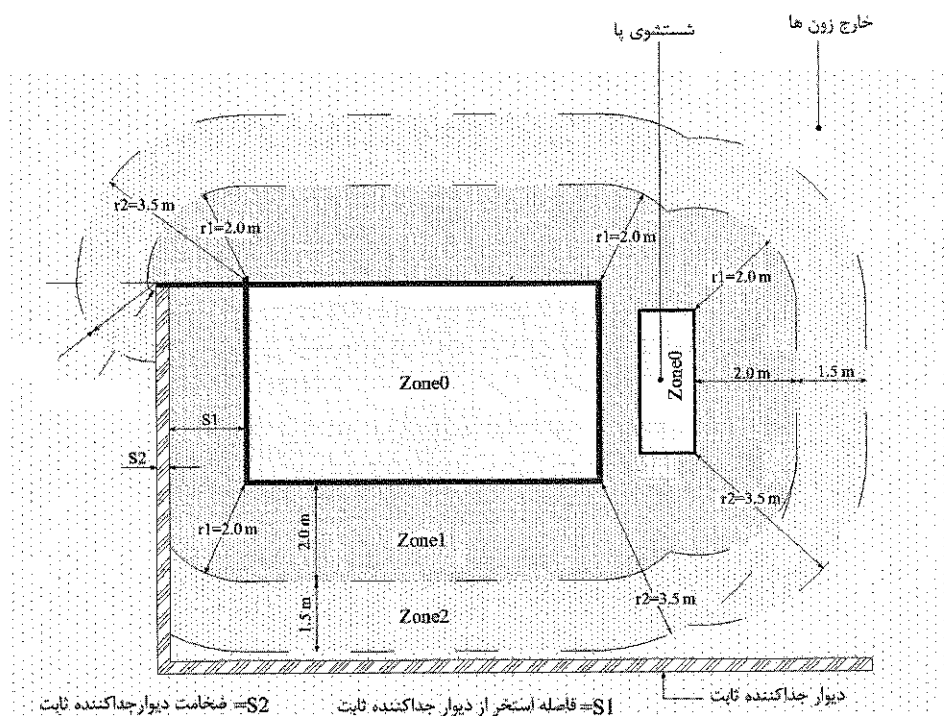 خارج زون ها
شستشوی پا
r2=3.5 m
r1=2.0 m
r1=2.0 m
r1=2.0 m
Zone0
Zone0
2.0 m
1.5 m
S1
S2
r1=2.0 m
2.0 m
Zone1
r2=3.5 m
1.5 m
Zone2
r2=3.5 m
دیوار جداکننده ثابت
S1= فاصله استخر از دیوار جداکننده ثابت
S2= ضخامت دیوارجداکننده ثابت